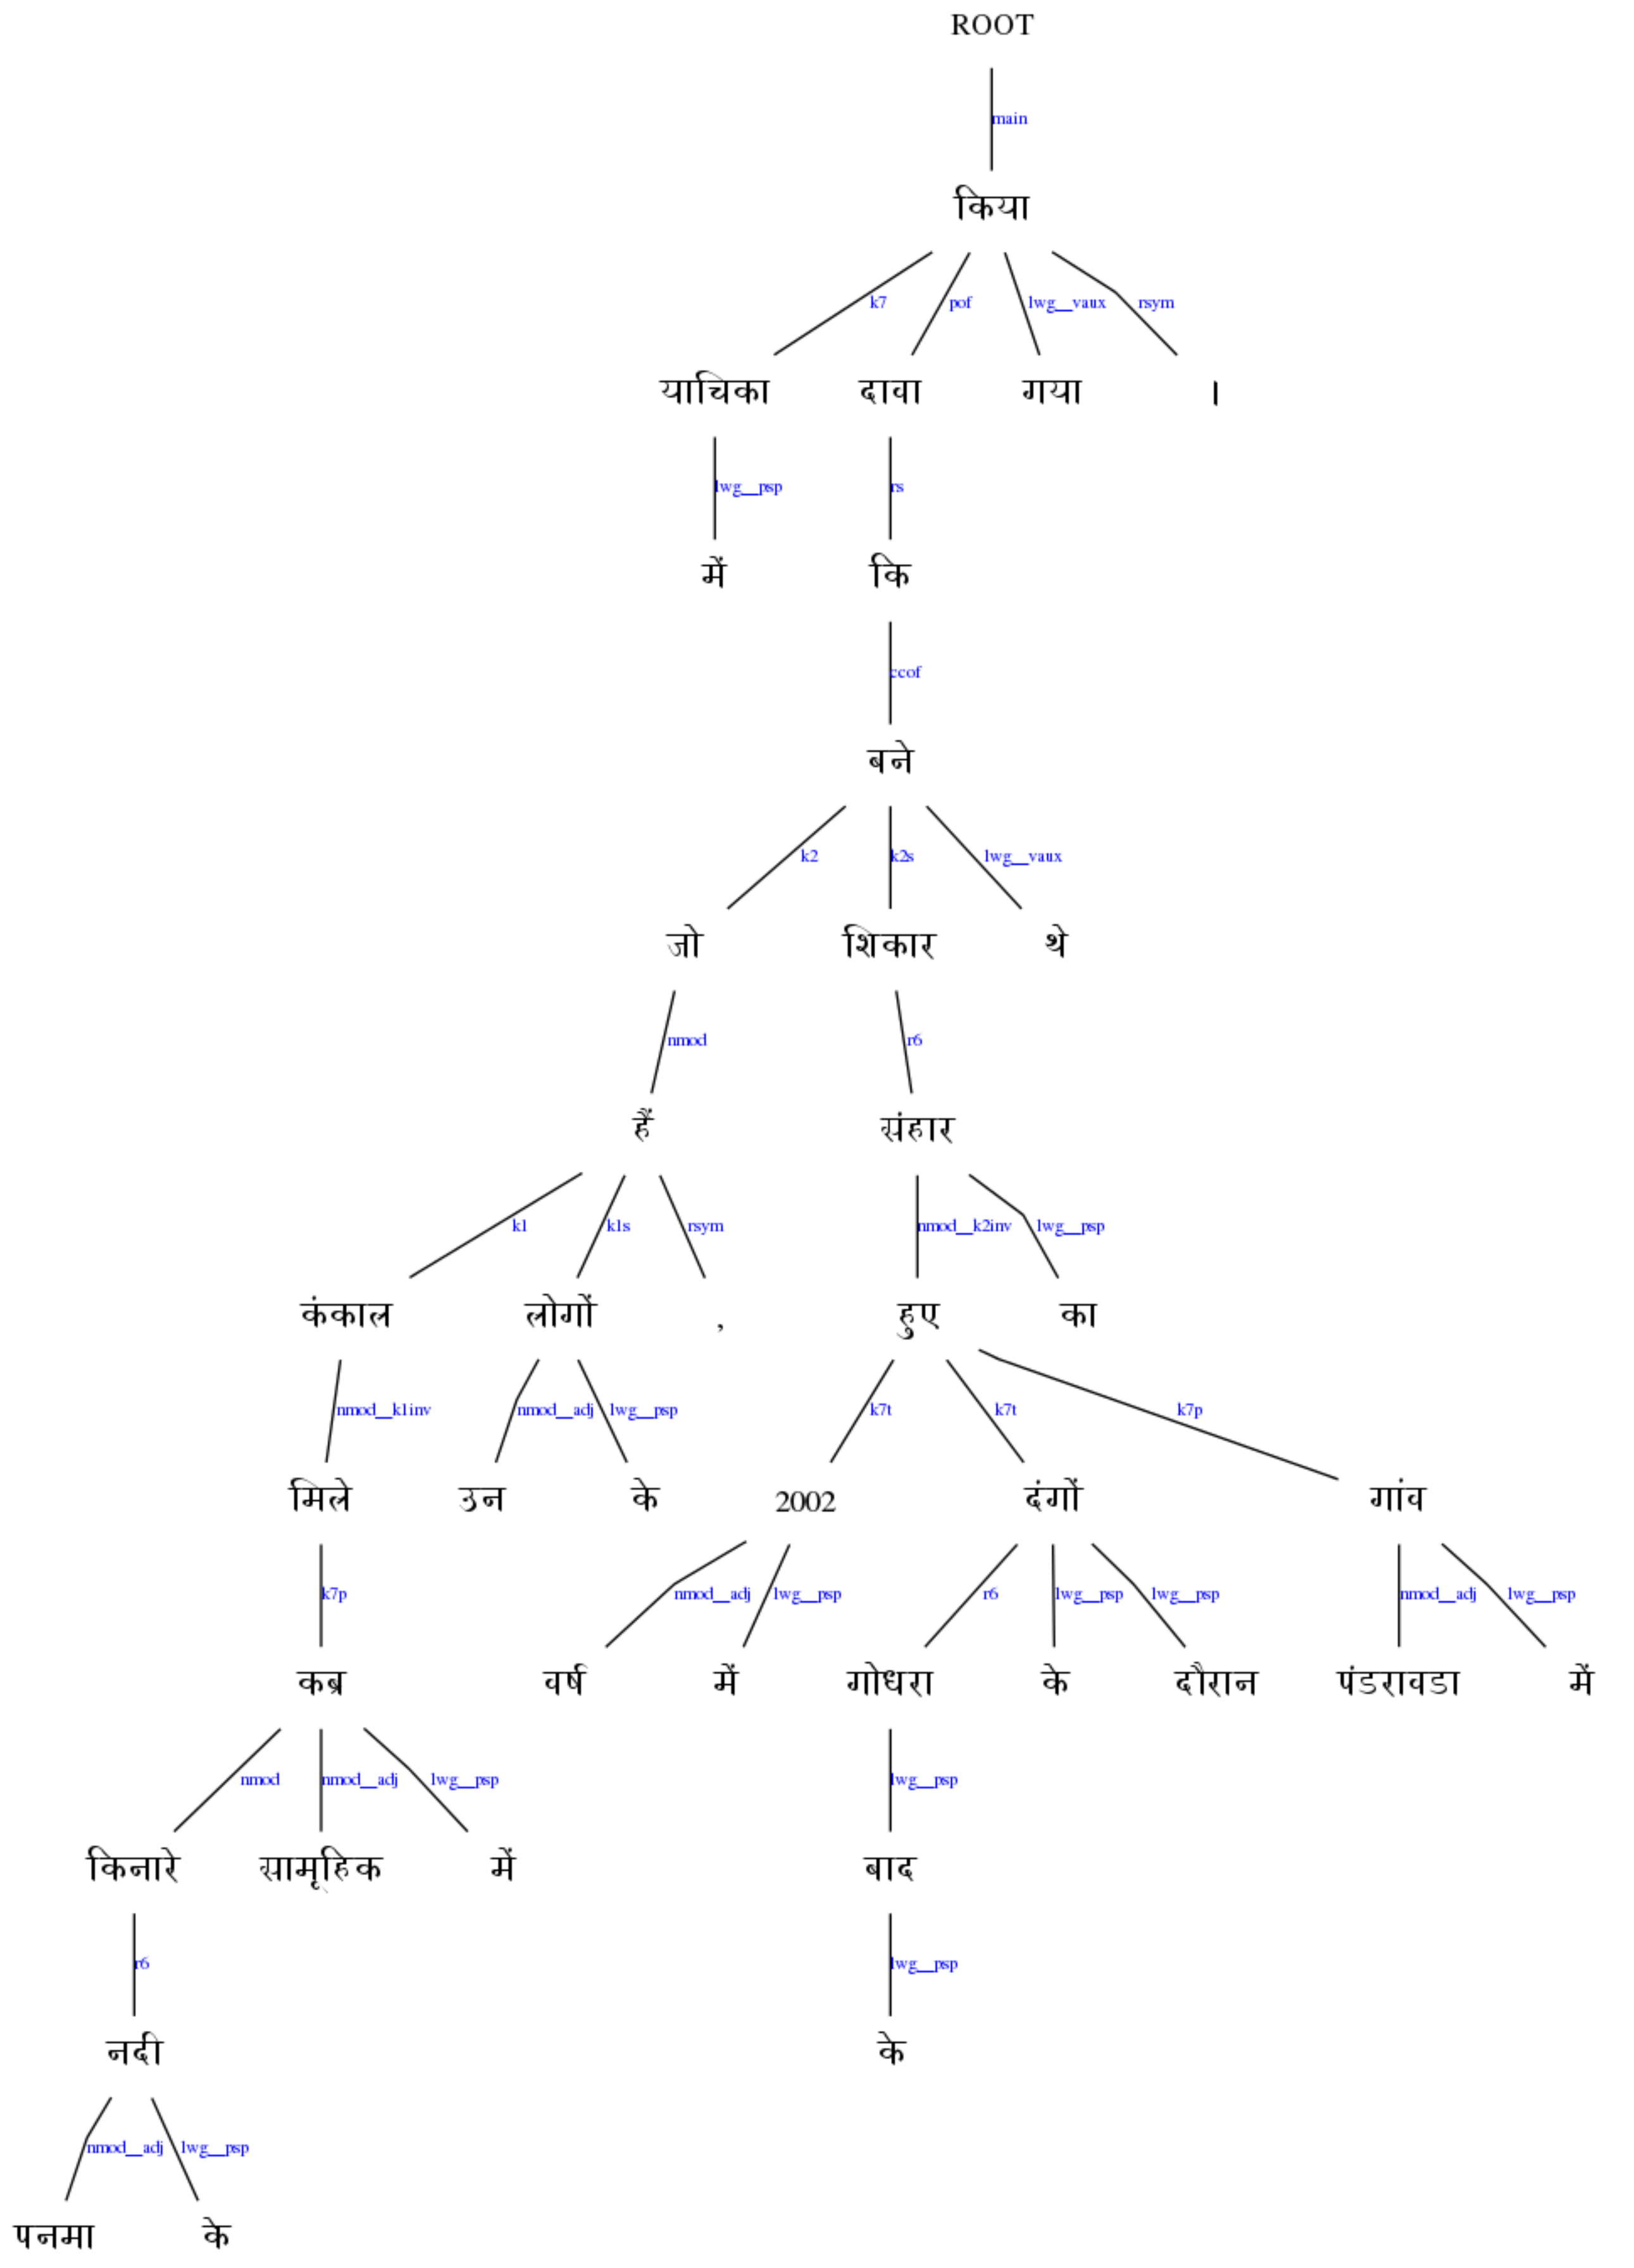 ROOT
main
किया
k7 pof lwg__vaux rsym
याचिका दावा गया ।
lwg__psp rs
में कि
ccof
बने
k2 k2s lwg__vaux
जो शिकार थे
nmod r6
हैं संहार
k1 k1s rsym nmod__k2inv lwg__psp
कंकाल लोगों , हुए का
nmod__k1inv nmod__adj lwg__psp k7t k7t k7p
मिले उन के 2002 दंगों गांव
k7p nmod__adj lwg__psp r6 lwg__psp lwg__psp nmod__adj lwg__psp
कब्र वर्ष में गोधरा के दौरान पंडरावडा में
nmod nmod__adj lwg__psp lwg__psp
किनारे सामूहिक में बाद
r6 lwg__psp
नदी के
nmod__adj lwg__psp
पनमा के